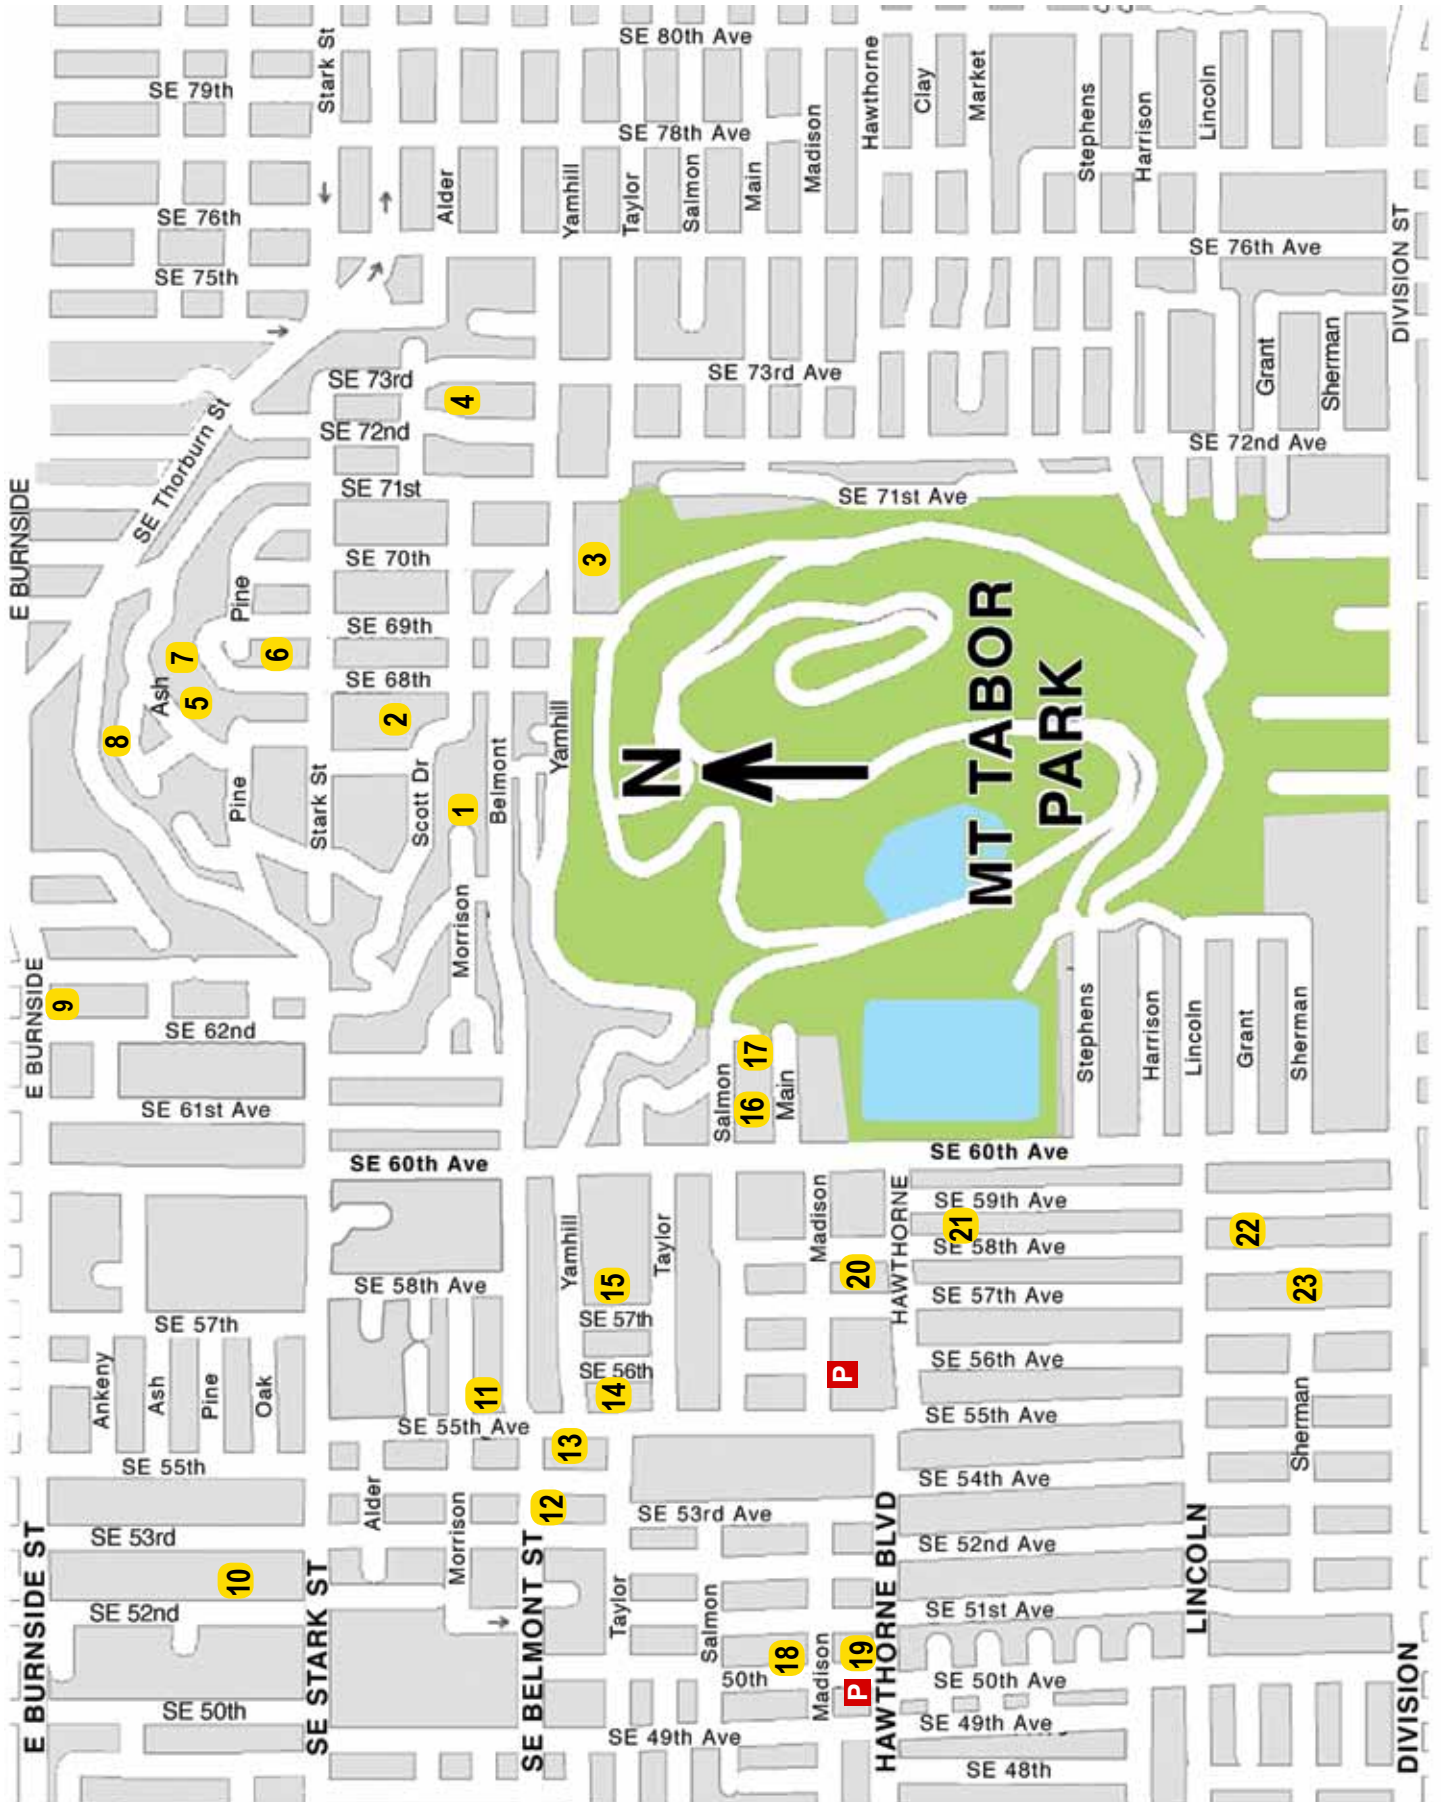 SE 80th Ave
Stark St
SE 79th
Hawthorne
Clay
Market
Lincoln
Stephens
Harrison
Madison
SE 78th Ave
Alder
Yamhill
Taylor
Salmon
Main
SE 76th
SE 76th Ave
DIVISION ST
SE 75th
SE 73rd
SE 73rd Ave
Grant
Sherman
4
SE Thorburn St
SE 72nd
SE 72nd Ave
E BURNSIDE
SE 71st
SE 71st Ave
SE 70th
3
Pine
SE 69th
7
6
SE 68th
Ash
5
2
8
Yamhill
Belmont
Scott Dr
1
Pine
Stark St
N
MT TABOR
PARK
Morrison
E BURNSIDE
9
SE 62nd
Stephens
Harrison
Lincoln
Grant
Sherman
17
Salmon
16
Main
SE 61st Ave
SE 60th Ave
SE 60th Ave
SE 59th Ave
21
22
SE 58th Ave
Madison
HAWTHORNE
Yamhill
Taylor
20
15
23
SE 58th Ave
SE 57th Ave
SE 57th
SE 57th
SE 56th
SE 56th Ave
P
Ankeny
Ash
Pine
Oak
11
14
SE 55th Ave
SE 55th Ave
Sherman
13
SE 55th
SE 54th Ave
Alder
12
SE 53rd Ave
SE 53rd
Morrison
SE 52nd Ave
LINCOLN
10
SE 52nd
SE 51st Ave
Taylor
Salmon
18
19
Madison
50th
P
SE 50th Ave
SE 50th
SE 49th Ave
SE 49th Ave
SE 48th
E BURNSIDE ST
SE STARK ST
SE BELMONT ST
HAWTHORNE BLVD
DIVISION